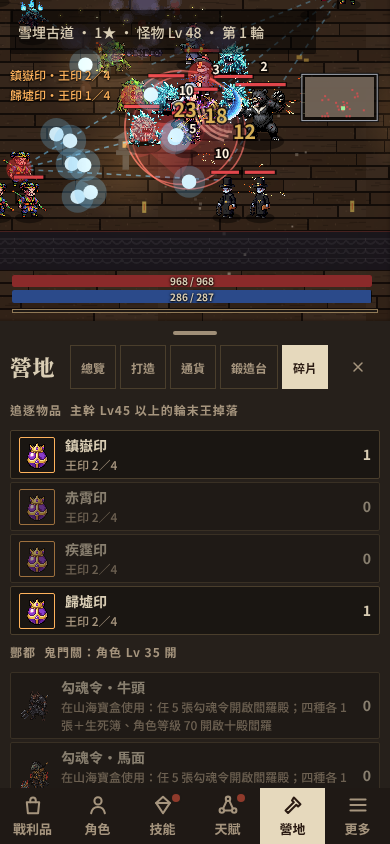 雪埋古道 · 1★ · 怪物 Lv 48 · 第 1 輪
鎮嶽印·王印 2／4
歸墟印·王印 1／4
3
2
10
23
18
5
12
10
968 / 968
286 / 287
營地
總覽
打造
通貨
鍛造台
碎片
×
追逐物品 主幹 Lv45 以上的輪末王掉落
鎮嶽印
王印 2／4
1
赤霄印
王印 2／4
0
疾霆印
王印 2／4
0
歸墟印
王印 2／4
1
酆都 鬼門關：角色 Lv 35 開
勾魂令·牛頭
在山海寶盒使用：任 5 張勾魂令開啟閻羅殿；四種各 1
張＋生死簿、角色等級 70 開啟十殿閻羅
0
勾魂令·馬面
在山海寶盒使用：任 5 張勾魂令開啟閻羅殿；四種各 1
0
戰利品
角色
技能
天賦
營地
更多